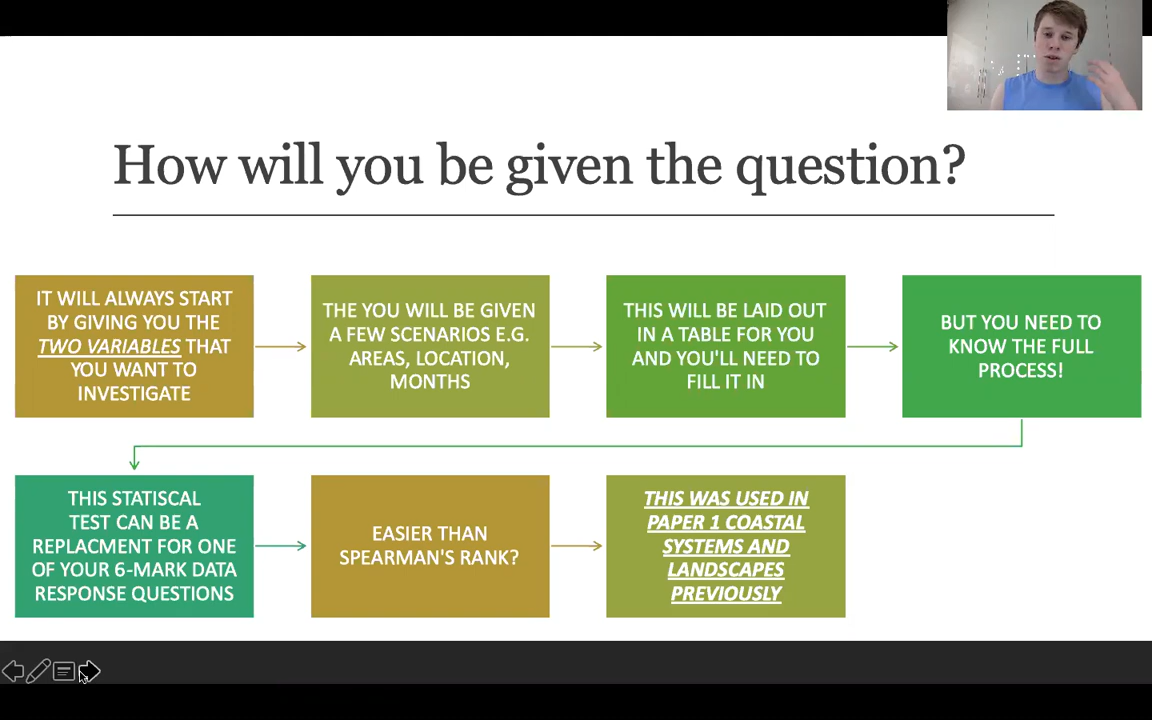 How will you be given the question?
IT WILL ALWAYS START
BY GIVING YOU THE
TWO VARIABLES THAT
YOU WANT TO
INVESTIGATE
THE YOU WILL BE GIVEN
A FEW SCENARIOS E.G.
AREAS, LOCATION,
MONTHS
THIS WILL BE LAID OUT
IN A TABLE FOR YOU
AND YOU'LL NEED TO
FILL IT IN
BUT YOU NEED TO
KNOW THE FULL
PROCESS!
THIS STATISCAL
TEST CAN BE A
REPLACMENT FOR ONE
OF YOUR 6-MARK DATA
RESPONSE QUESTIONS
EASIER THAN
SPEARMAN'S RANK?
THIS WAS USED IN
PAPER 1 COASTAL
SYSTEMS AND
LANDSCAPES
PREVIOUSLY